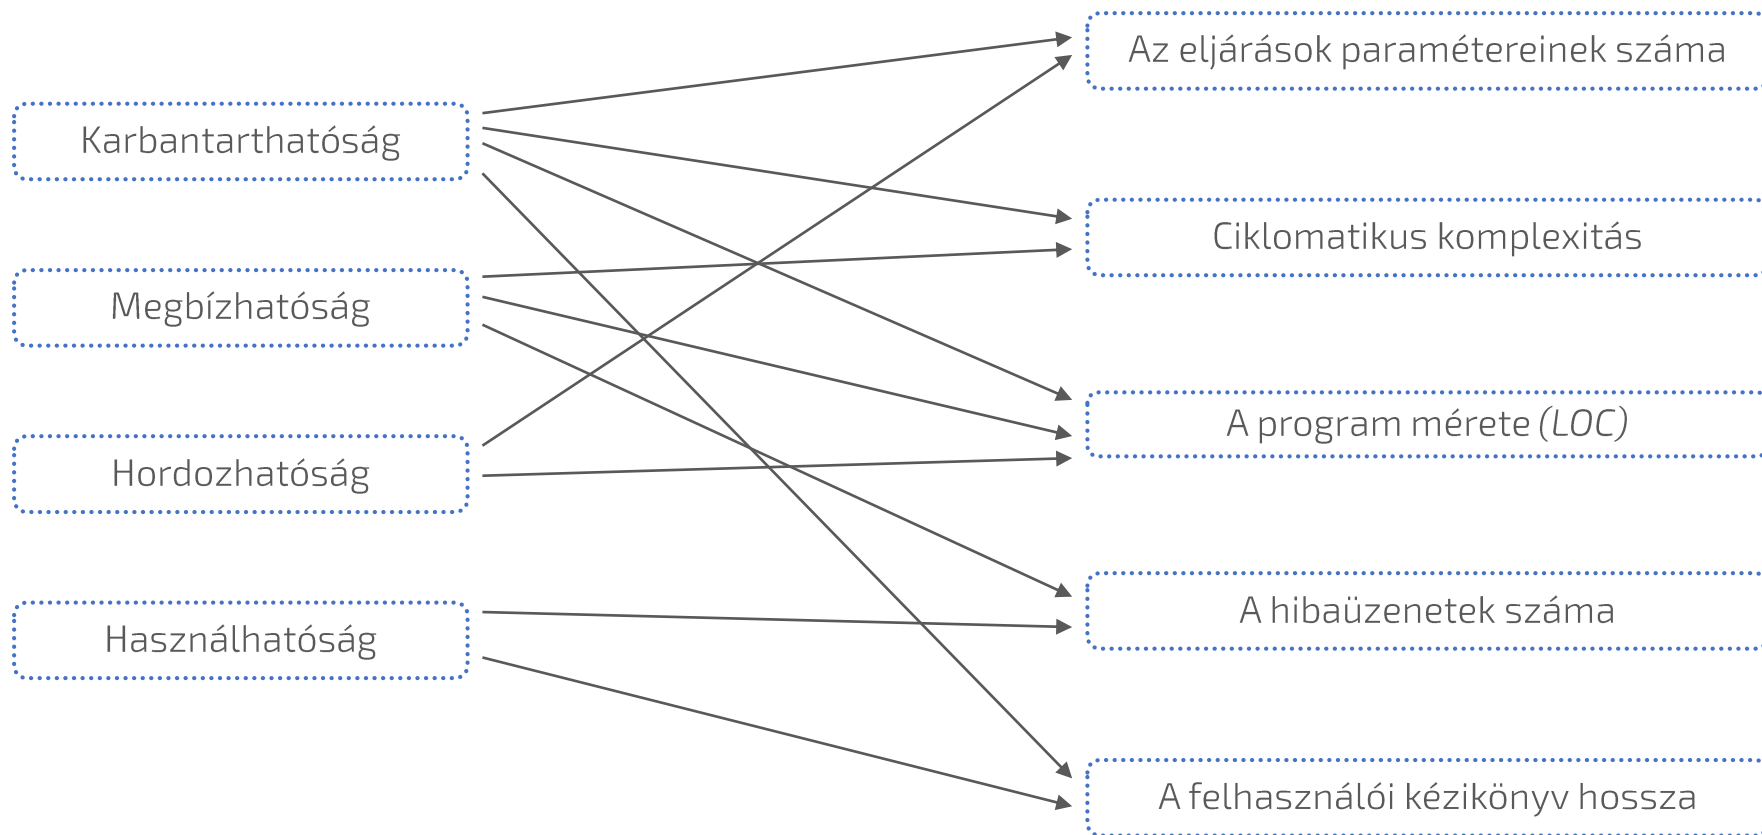 Karbantarthatóság
Megbízhatóság
Hordozhatóság
Használhatóság
Az eljárások paramétereinek száma
Ciklomatikus komplexitás
A program mérete (LOC)
A hibaüzenetek száma
A felhasználói kézikönyv hossza